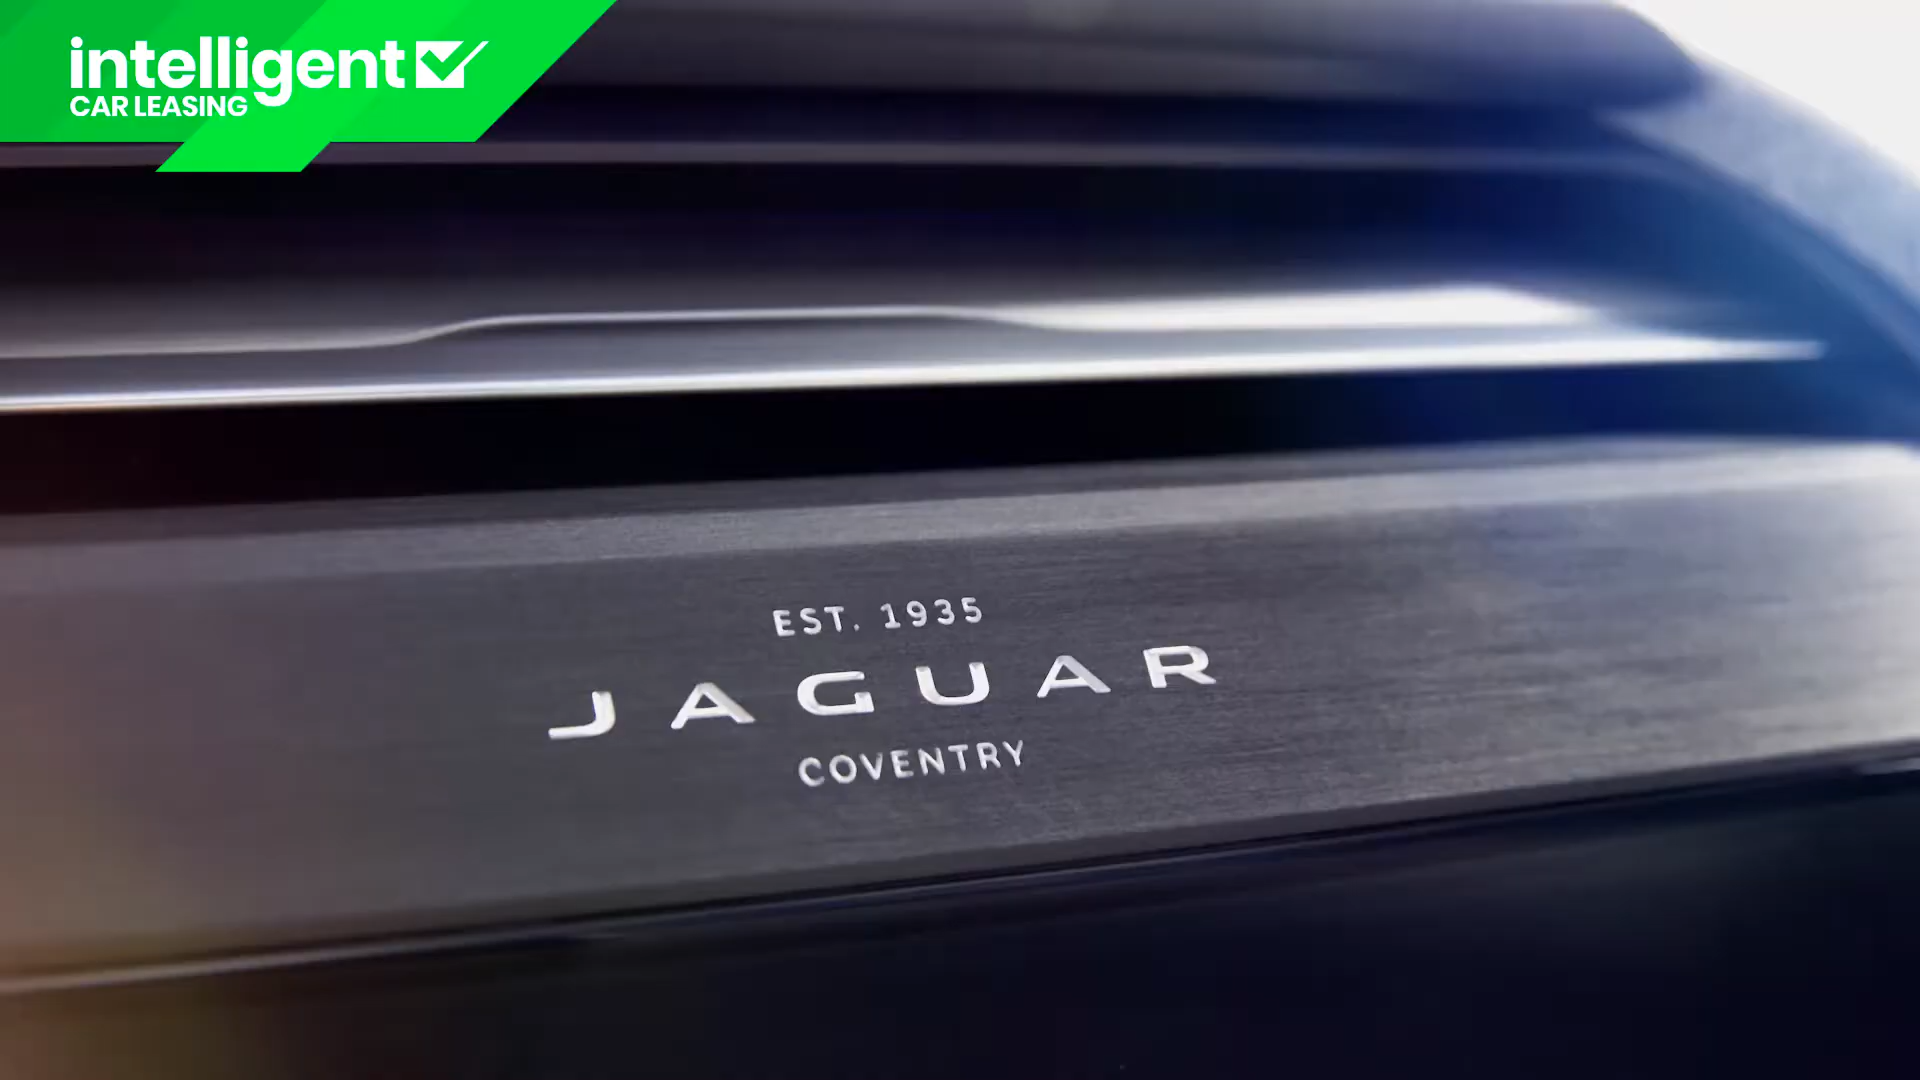 intelligent
CAR LEASING
EST. 1935
JAGUAR
COVENTRY